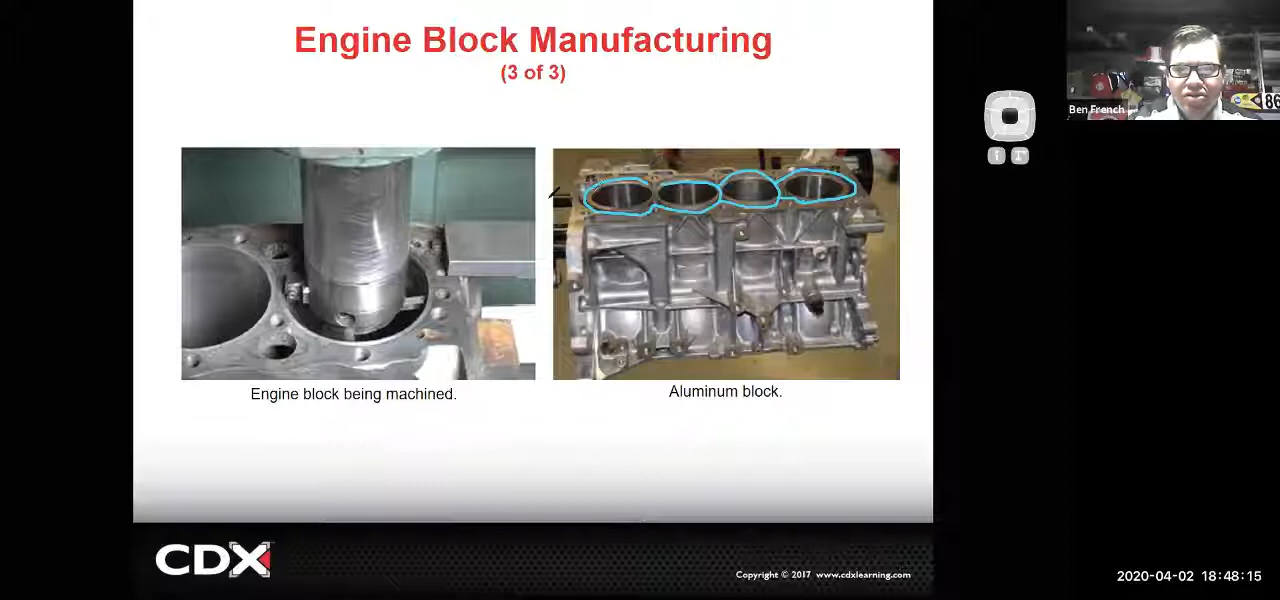 Engine Block Manufacturing
(3 of 3)
Ben French
86
i
Engine block being machined.
Aluminum block.
CDX
Copyright © 2017 www.cdxlearning.com
2020-04-02 18:48:15